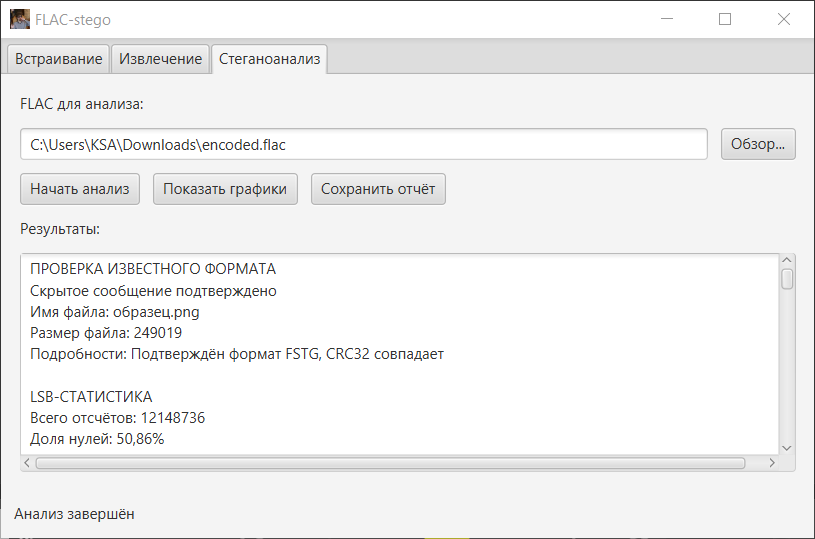 FLAC-stego
Встраивание Извлечение Стеганоанализ
FLAC для анализа:
C:\Users\KSA\Downloads\encoded.flac Обзор...
Начать анализ Показать графики Сохранить отчёт
Результаты:
ПРОВЕРКА ИЗВЕСТНОГО ФОРМАТА
Скрытое сообщение подтверждено
Имя файла: образец.png
Размер файла: 249019
Подробности: Подтверждён формат FSTG, CRC32 совпадает
LSB-СТАТИСТИКА
Всего отсчётов: 12148736
Доля нулей: 50,86%
Анализ завершён